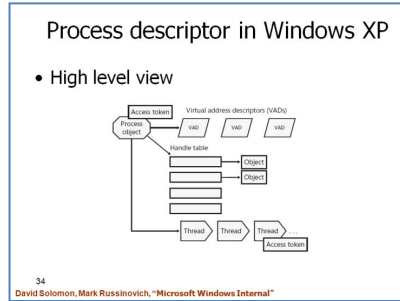 Process descriptor in Windows XP
• High level view
Access token
Process
object
Virtual address descriptors (VADs)
VAD VAD VAD
Handle table
Object
Object
Thread Thread Thread ...
Access token
34
David Solomon, Mark Russinovich, “Microsoft Windows Internal”